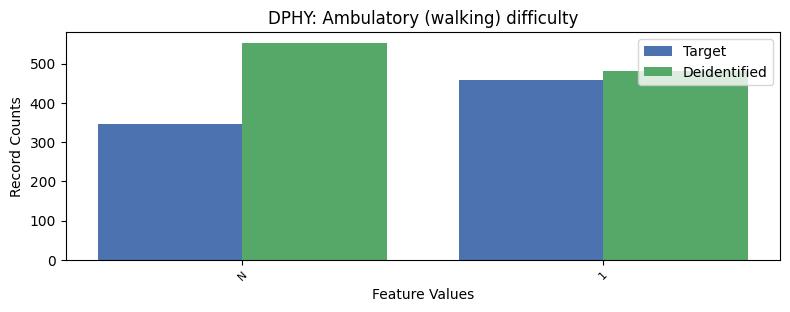 DPHY: Ambulatory (walking) difficulty
Target
Deidentified
Record Counts
500
400
300
200
100
0
N
1
Feature Values